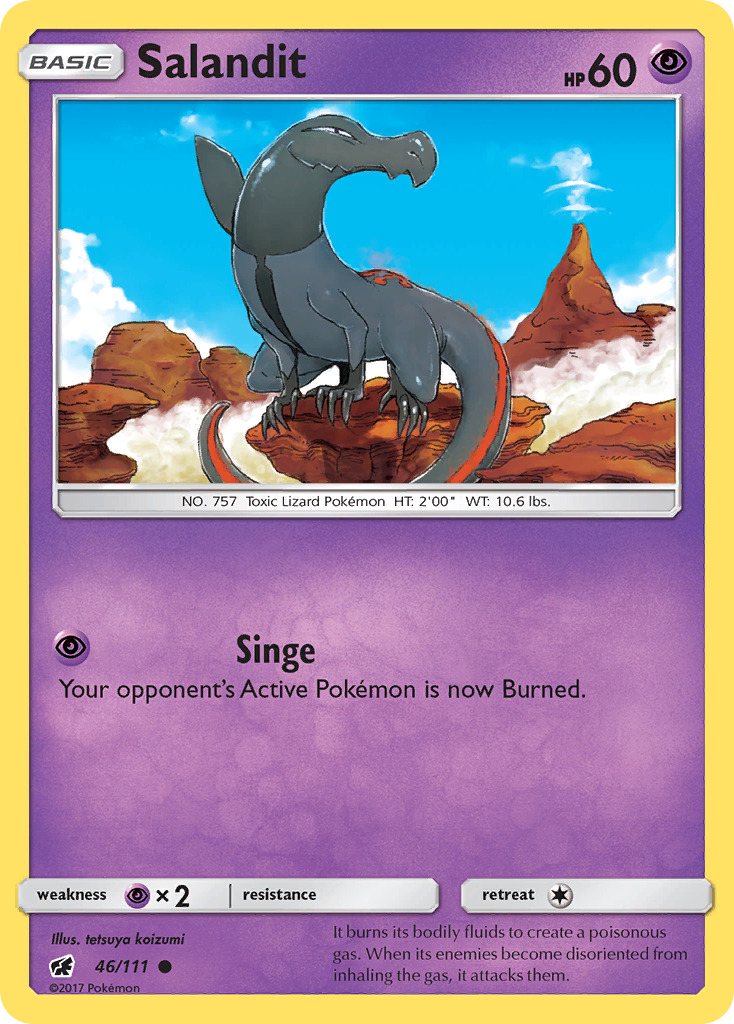 BASIC Salandit HP60
NO. 757 Toxic Lizard Pokémon HT: 2'00" WT: 10.6 lbs.
Singe
Your opponent's Active Pokémon is now Burned.
weakness × 2 resistance retreat
Illus. tetsuya koizumi
46/111
©2017 Pokémon
It burns its bodily fluids to create a poisonous
gas. When its enemies become disoriented from
inhaling the gas, it attacks them.